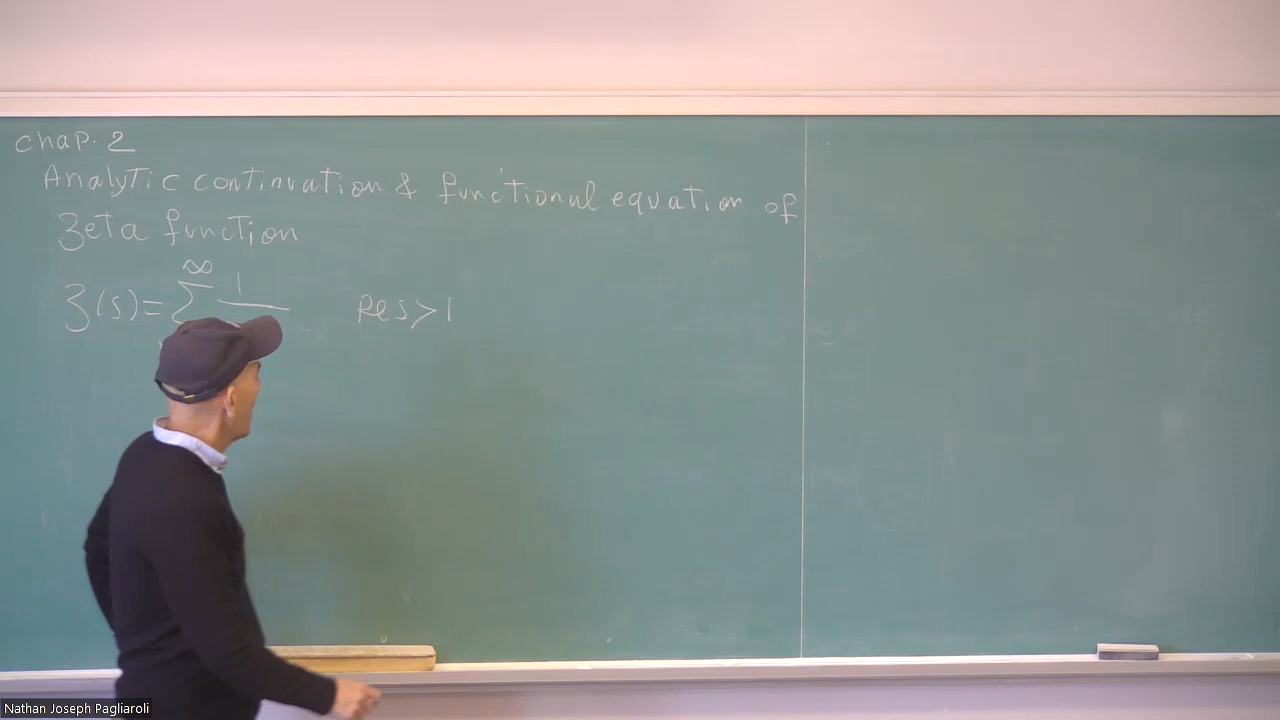 Chap. 2
Analytic continuation & functional equation of
Zeta function
ζ(s) = ∞ Σ 1 Re s > 1
Nathan Joseph Pagliaroli